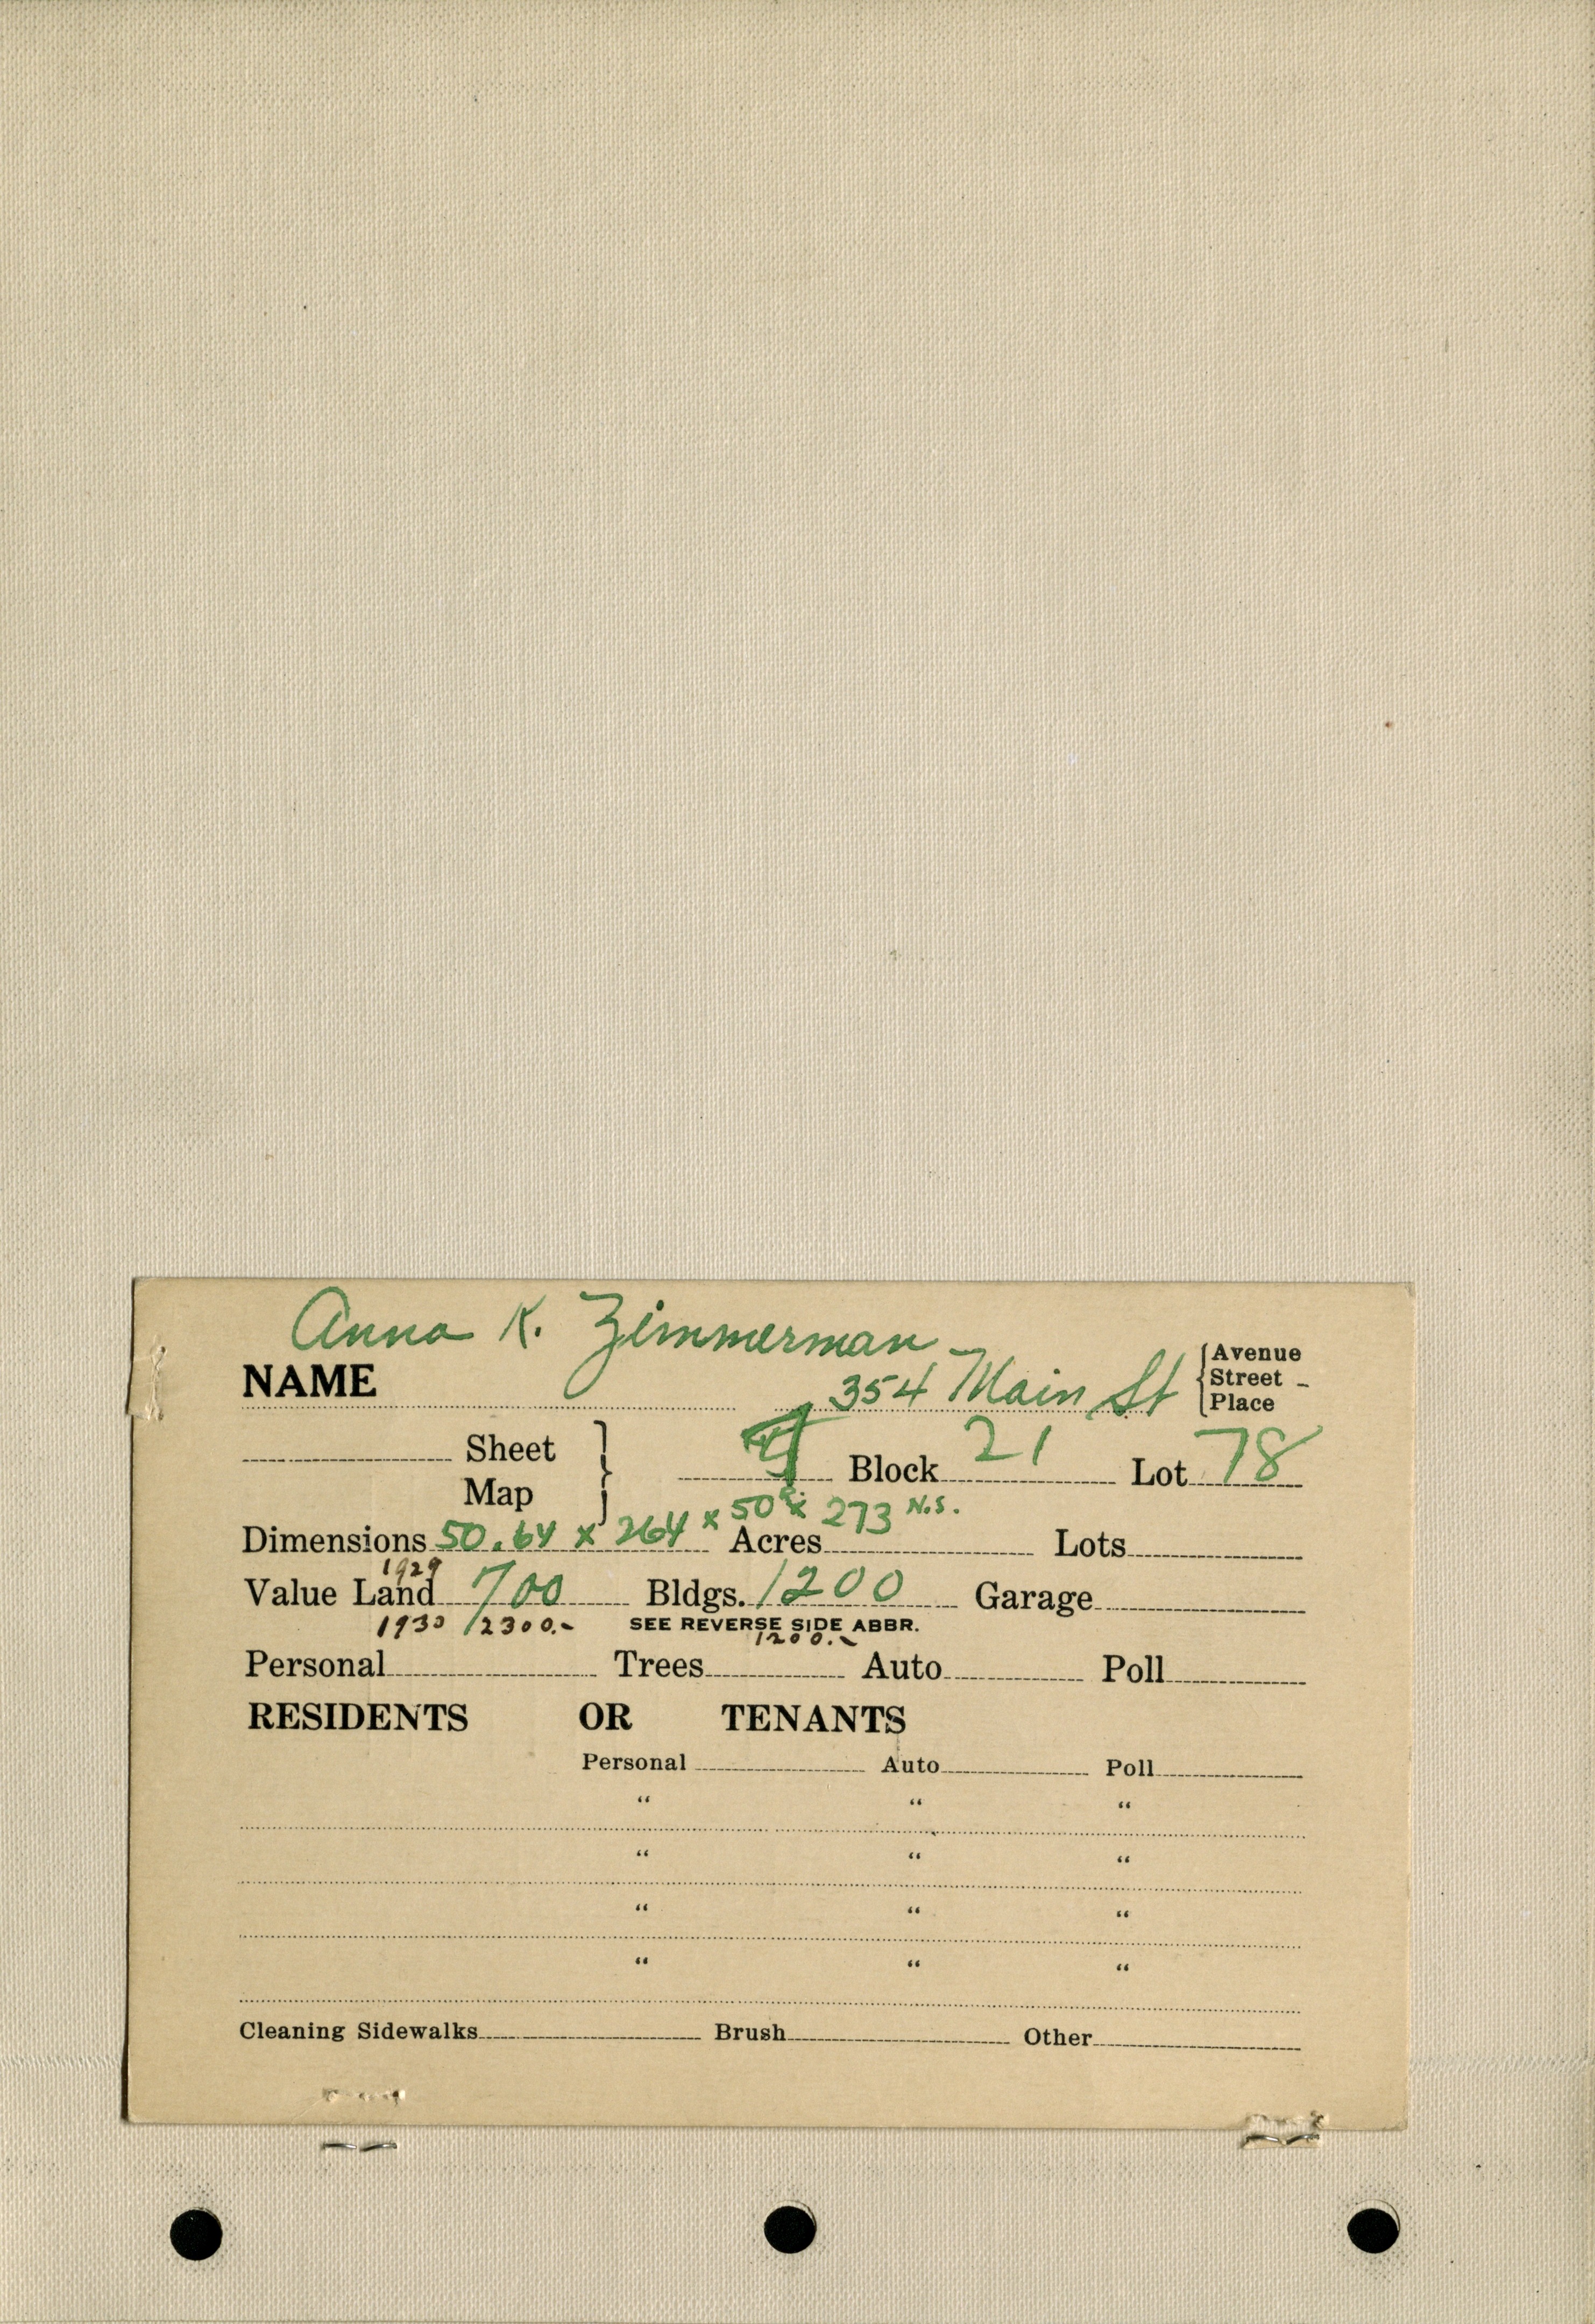 Anna K. Zimmerman
NAME 354 Main St { Avenue Street - Place
Sheet Map } Block 21 Lot 78
Dimensions 50.64 x 264 x 50 x 273 N.S. Acres Lots
1929
Value Land 700 Bldgs. 1200 Garage
1930 12300.- SEE REVERSE SIDE ABBR.
1200.-
Personal Trees Auto Poll
RESIDENTS OR TENANTS
Personal Auto Poll
“ “ “
“ “ “
“ “ “
“ “ “
Cleaning Sidewalks Brush Other